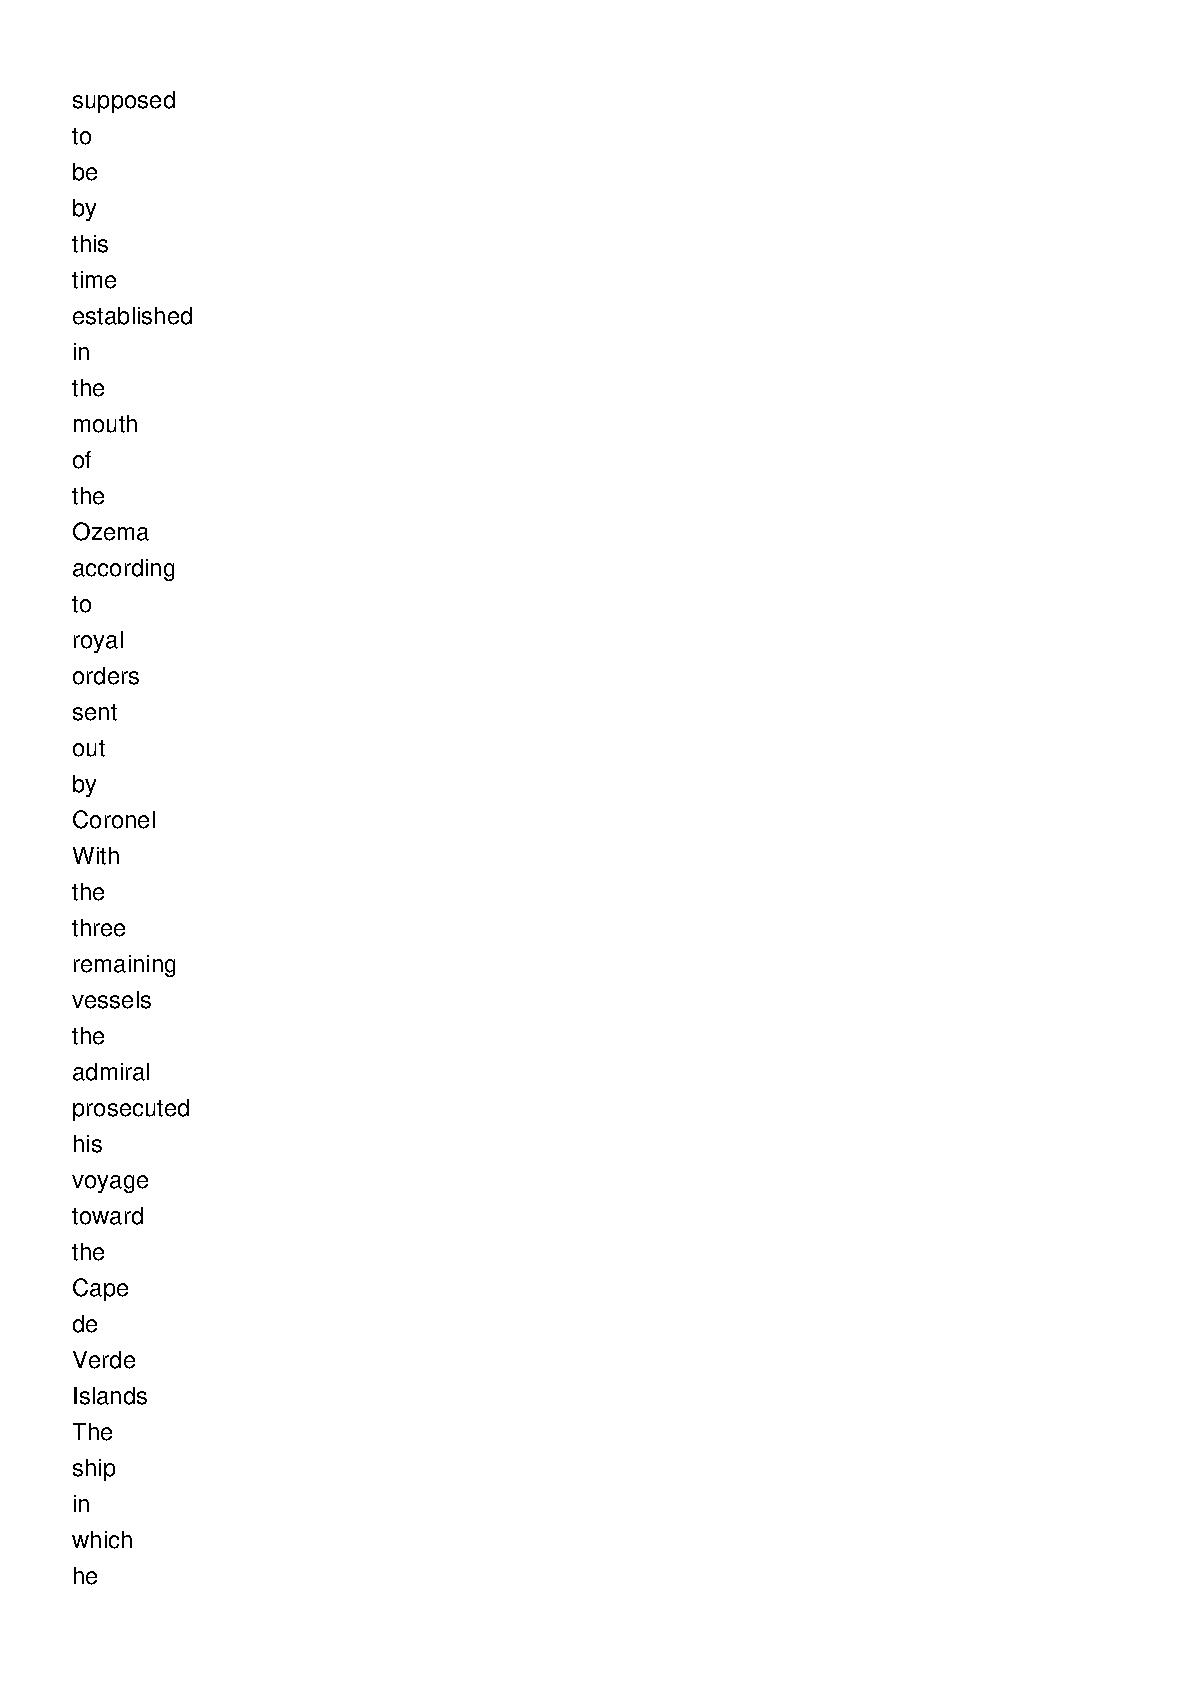 supposed
to
be
by
this
time
established
in
the
mouth
of
the
Ozema
according
to
royal
orders
sent
out
by
Coronel
With
the
three
remaining
vessels
the
admiral
prosecuted
his
voyage
toward
the
Cape
de
Verde
Islands
The
ship
in
which
he